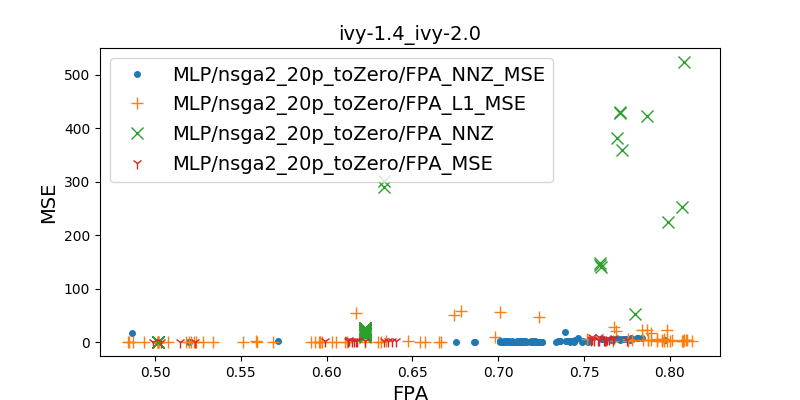 ivy-1.4_ivy-2.0
MLP/nsga2_20p_toZero/FPA_NNZ_MSE
MLP/nsga2_20p_toZero/FPA_L1_MSE
MLP/nsga2_20p_toZero/FPA_NNZ
MLP/nsga2_20p_toZero/FPA_MSE
500
400
300
200
100
0
MSE
0.50 0.55 0.60 0.65 0.70 0.75 0.80
FPA